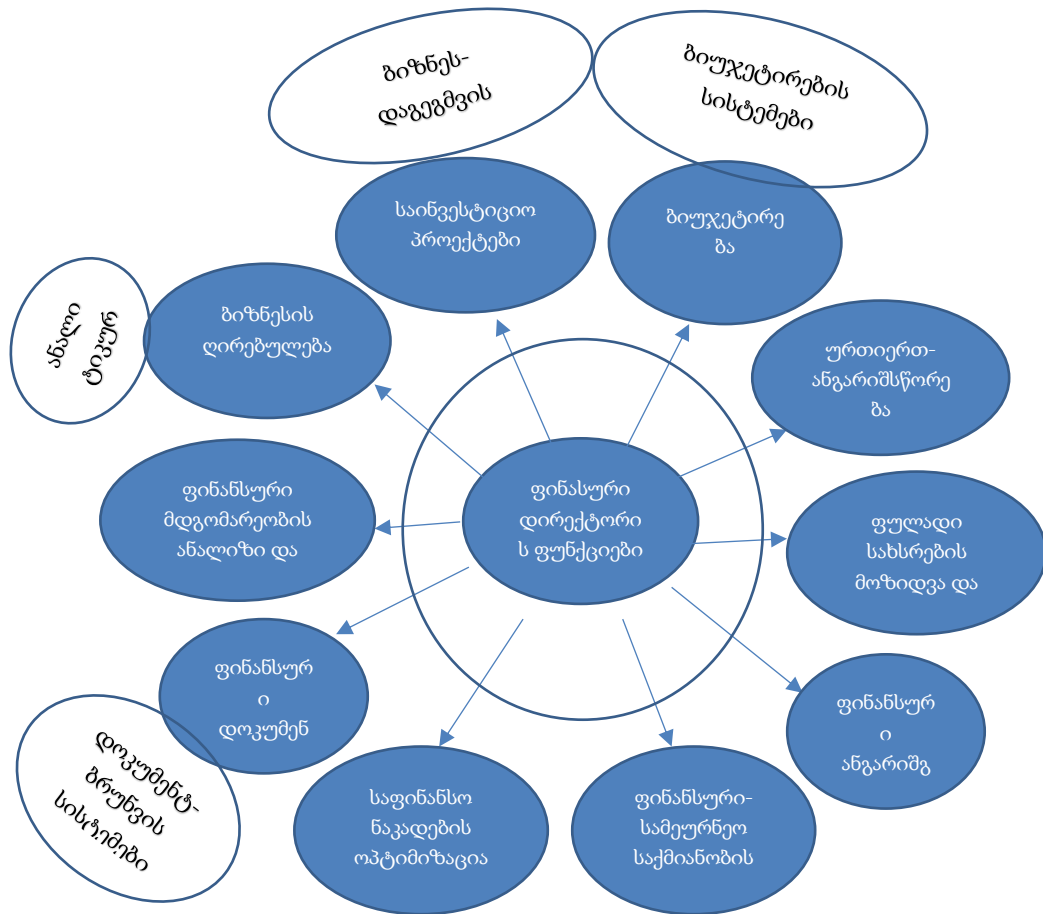 ბიზნეს-
დაგეგმვის
ბიუჯეტირების
სისტემები
საინვესტიციო
პროექტები
ბიუჯეტირე
ბა
ანალი
ტიკურ
ბიზნესის
ღირებულება
ურთიერთ-
ანგარიშსწორე
ბა
ფინანსური
მდგომარეობის
ანალიზი და
ფინასური
დირექტორი
ს ფუნქციები
ფულადი
სახსრების
მოზიდვა და
ფინანსურ
ი
დოკუმენ
ფინანსურ
ი
ანგარიშგ
დოკუმენტ-
ბრუნვის
სისტემები
საფინანსო
ნაკადების
ოპტიმიზაცია
ფინანსური-
სამეურნეო
საქმიანობის